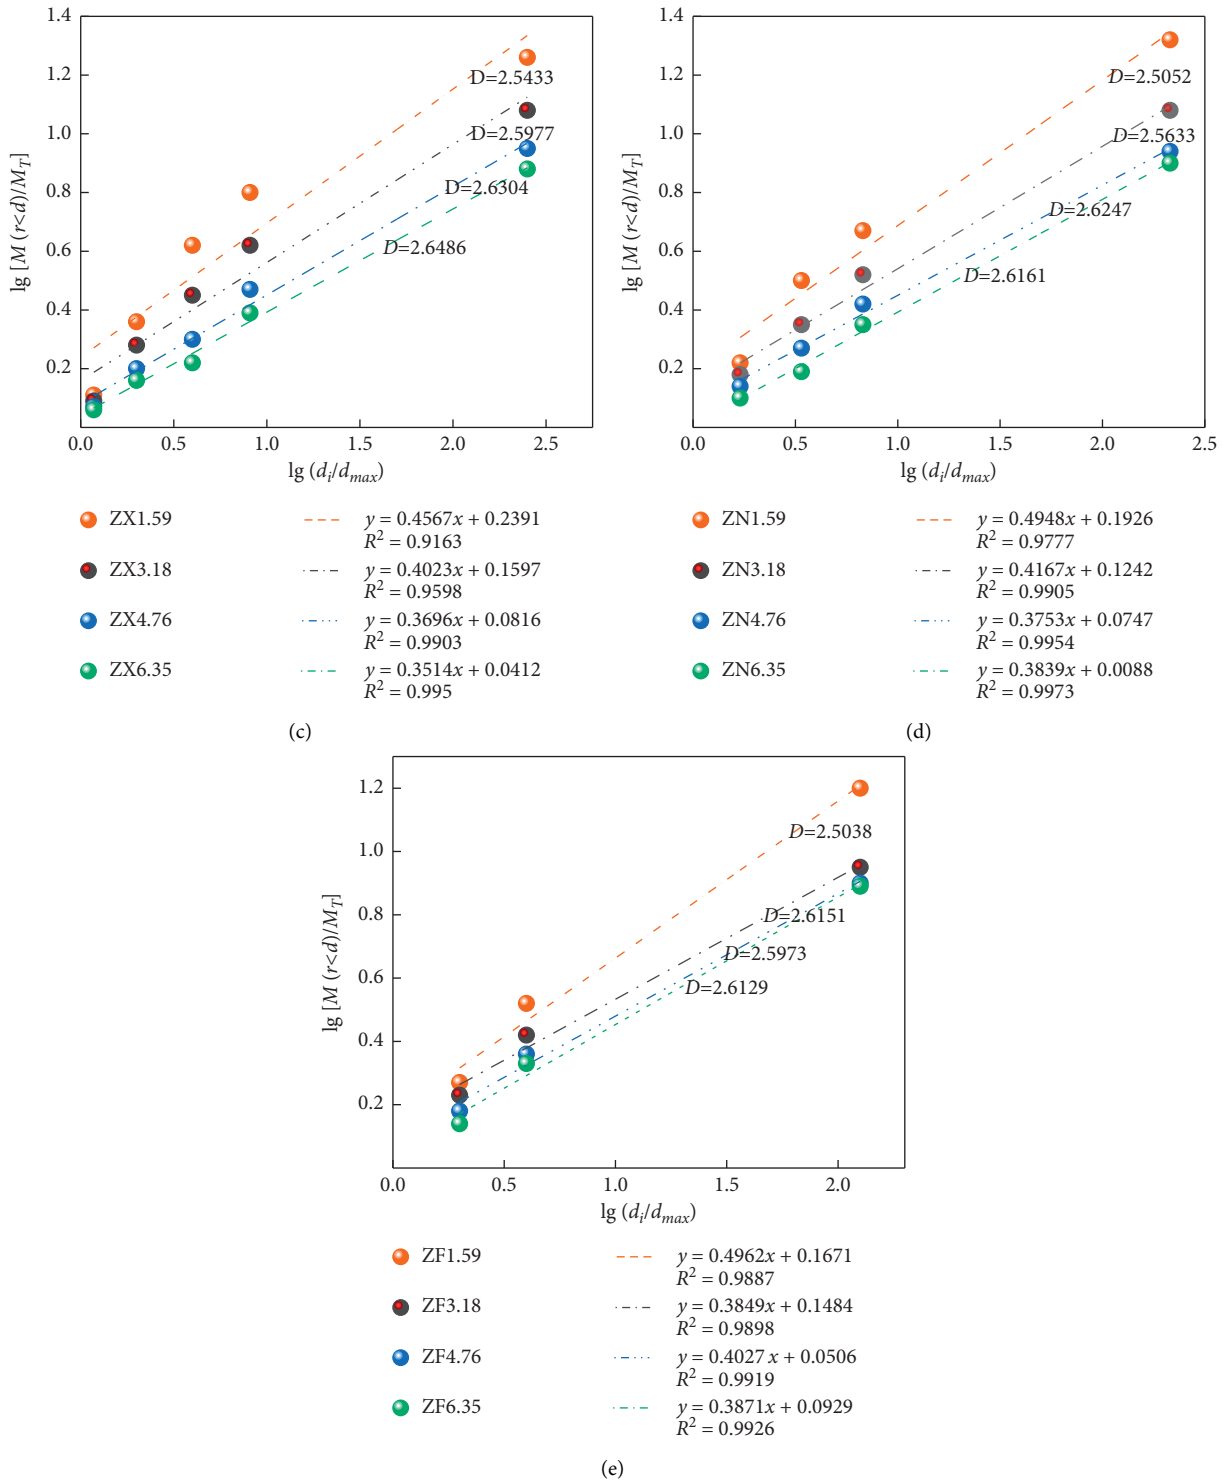 1.4
1.2
1.0
0.8
0.6
0.4
0.2
lg [M (r<d)/M_T]
D=2.5433
D=2.5977
D=2.6304
D=2.6486
0.0 0.5 1.0 1.5 2.0 2.5
lg (d_i/d_max)
ZX1.59 y = 0.4567x + 0.2391
R² = 0.9163
ZX3.18 y = 0.4023x + 0.1597
R² = 0.9598
ZX4.76 y = 0.3696x + 0.0816
R² = 0.9903
ZX6.35 y = 0.3514x + 0.0412
R² = 0.995
(c)
1.4
1.2
1.0
0.8
0.6
0.4
0.2
lg [M (r<d)/M_T]
D=2.5052
D=2.5633
D=2.6247
D=2.6161
0.0 0.5 1.0 1.5 2.0 2.5
lg (d_i/d_max)
ZN1.59 y = 0.4948x + 0.1926
R² = 0.9777
ZN3.18 y = 0.4167x + 0.1242
R² = 0.9905
ZN4.76 y = 0.3753x + 0.0747
R² = 0.9954
ZN6.35 y = 0.3839x + 0.0088
R² = 0.9973
(d)
1.2
1.0
0.8
0.6
0.4
0.2
lg [M (r<d)/M_T]
D=2.5038
D=2.6151
D=2.5973
D=2.6129
0.0 0.5 1.0 1.5 2.0
lg (d_i/d_max)
ZF1.59 y = 0.4962x + 0.1671
R² = 0.9887
ZF3.18 y = 0.3849x + 0.1484
R² = 0.9898
ZF4.76 y = 0.4027 x + 0.0506
R² = 0.9919
ZF6.35 y = 0.3871x + 0.0929
R² = 0.9926
(e)